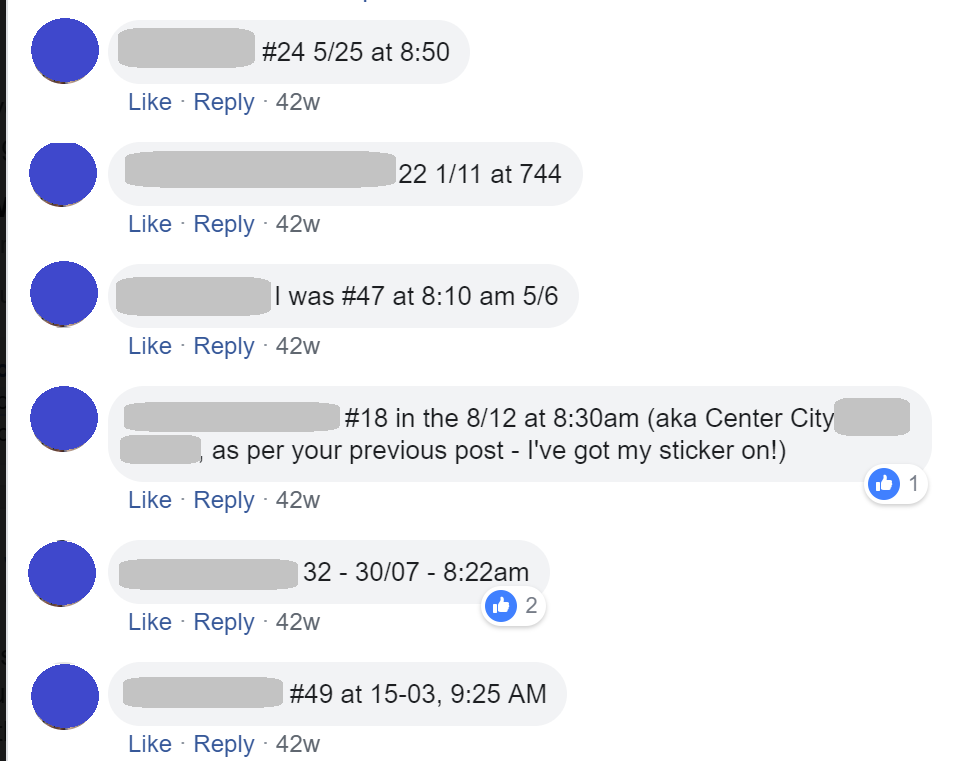 #24 5/25 at 8:50
Like · Reply · 42w
22 1/11 at 744
Like · Reply · 42w
I was #47 at 8:10 am 5/6
Like · Reply · 42w
#18 in the 8/12 at 8:30am (aka Center City
, as per your previous post - I've got my sticker on!)
1
Like · Reply · 42w
32 - 30/07 - 8:22am
2
Like · Reply · 42w
#49 at 15-03, 9:25 AM
Like · Reply · 42w